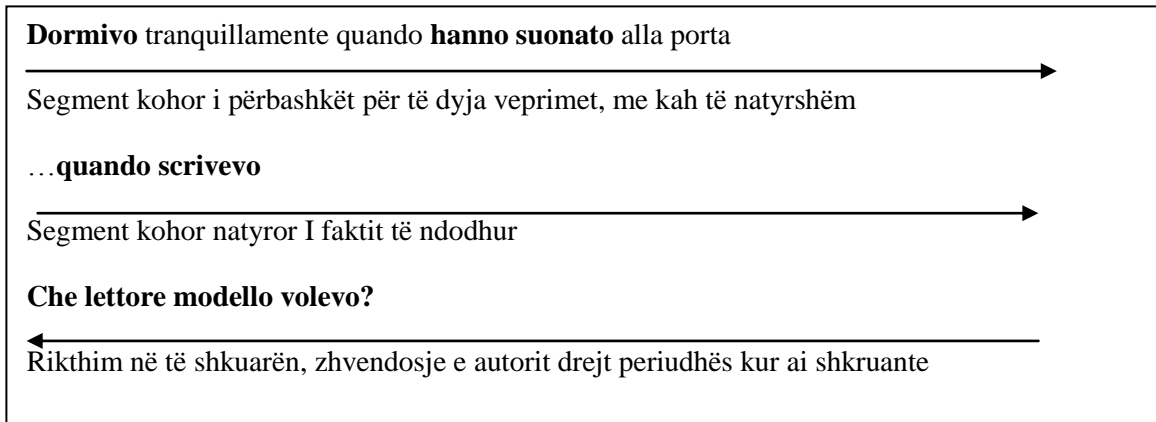 Dormivo tranquillamente quando hanno suonato alla porta
Segment kohor i përbashkët për të dyja veprimet, me kah të natyrshëm
…quando scrivevo
Segment kohor natyror I faktit të ndodhur
Che lettore modello volevo?
Rikthim në të shkuarën, zhvendosje e autorit drejt periudhës kur ai shkruante